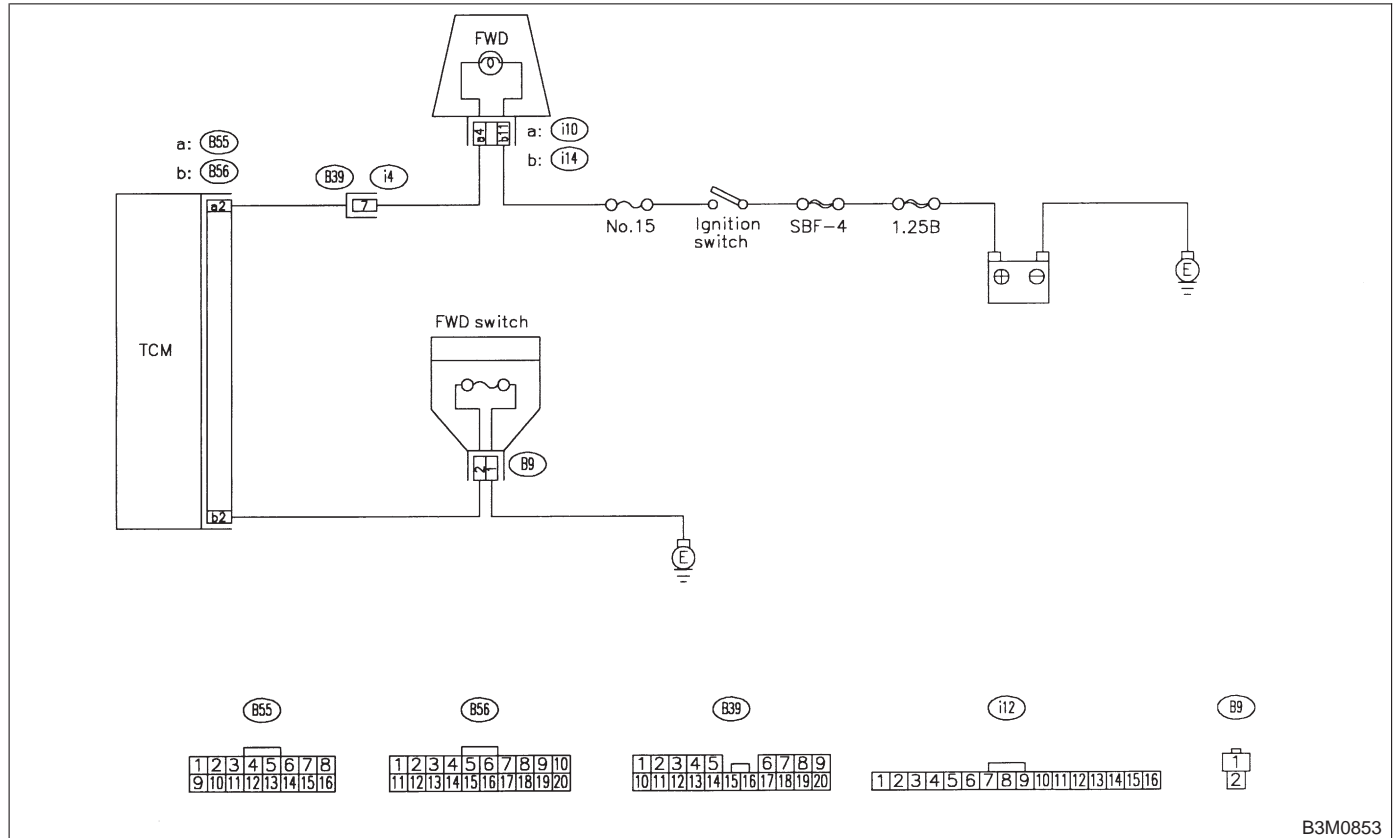 FWD
a4 b11
a: i10
b: i14
a: B55
b: B56
B39 i4
a2
7
No.15
Ignition
switch
SBF-4
1.25B
E
FWD switch
TCM
2 1
B9
b2
E
B55 B56 B39 i12 B9
1 2 3 4 5 6 7 8
9 10 11 12 13 14 15 16
1 2 3 4 5 6 7 8 9 10
11 12 13 14 15 16 17 18 19 20
1 2 3 4 5 6 7 8 9
10 11 12 13 14 15 16 17 18 19 20
1 2 3 4 5 6 7 8 9 10 11 12 13 14 15 16
1
2
B3M0853